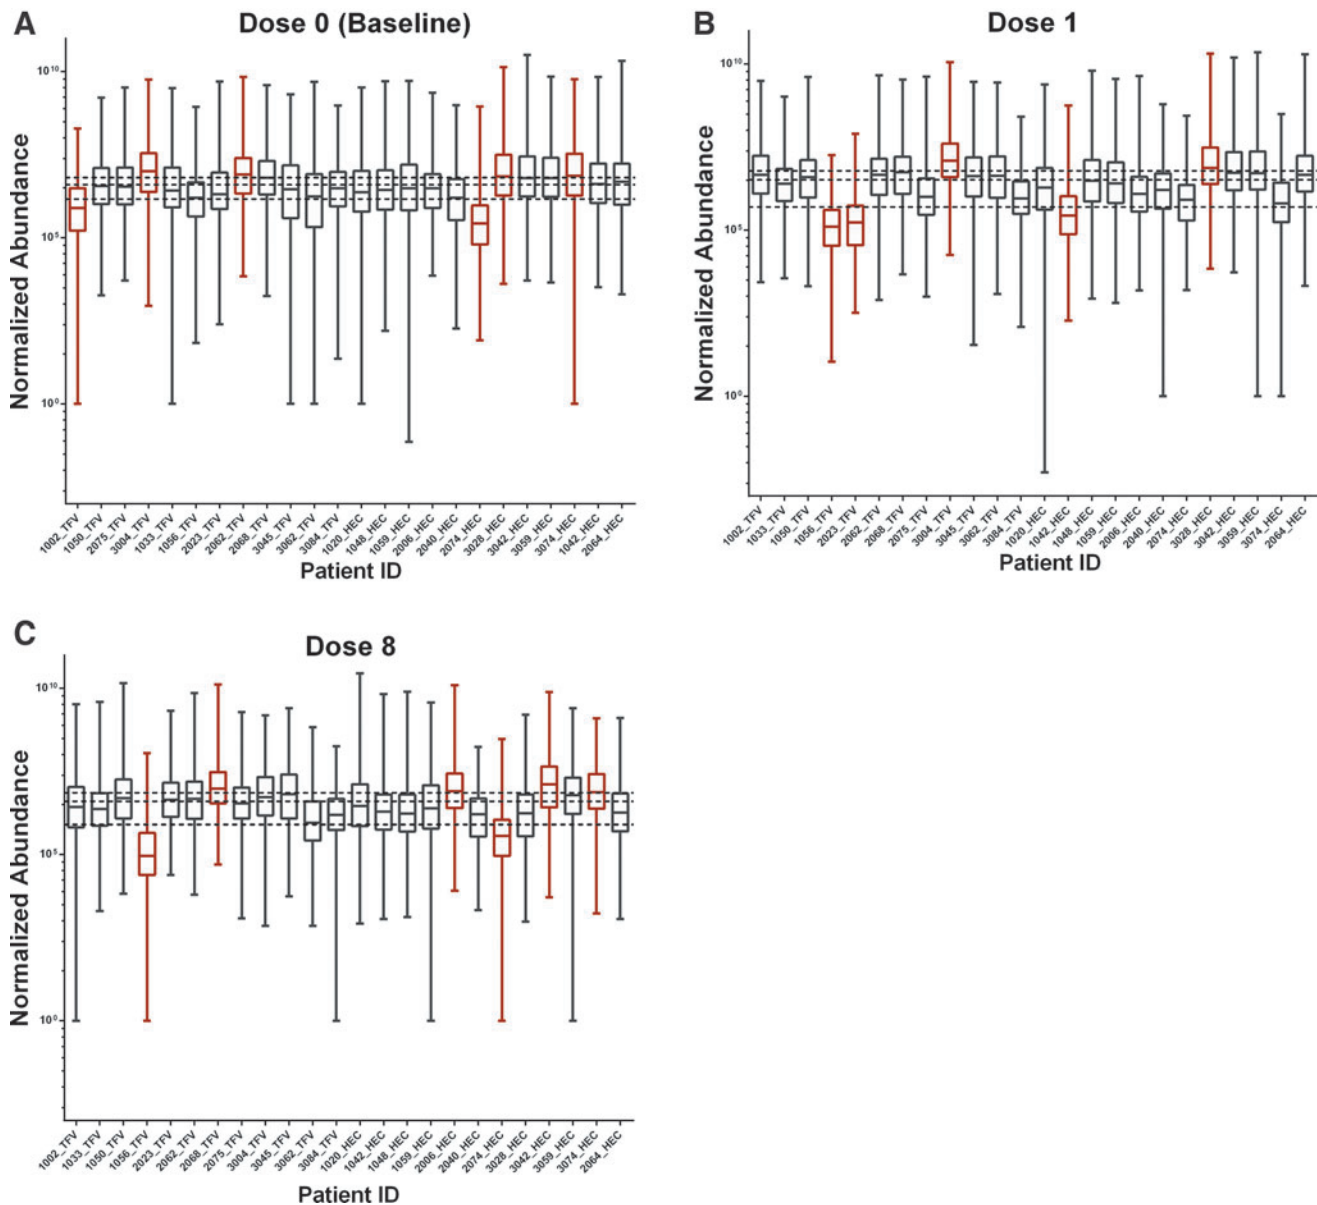 A
Dose 0 (Baseline)
Normalized Abundance
10¹⁰
10⁵
10⁰
1002_TFV
1050_TFV
2075_TFV
3004_TFV
1033_TFV
1056_TFV
2023_TFV
2062_TFV
2068_TFV
3045_TFV
3062_TFV
3084_TFV
1020_HEC
1048_HEC
1059_HEC
2006_HEC
2040_HEC
2074_HEC
3028_HEC
3042_HEC
3059_HEC
3074_HEC
1042_HEC
2064_HEC
Patient ID
B
Dose 1
Normalized Abundance
10¹⁰
10⁵
10⁰
1002_TFV
1033_TFV
1050_TFV
1056_TFV
2023_TFV
2062_TFV
2068_TFV
2075_TFV
3004_TFV
3045_TFV
3062_TFV
3084_TFV
1020_HEC
1042_HEC
1048_HEC
1059_HEC
2006_HEC
2040_HEC
2074_HEC
3028_HEC
3042_HEC
3059_HEC
3074_HEC
2064_HEC
Patient ID
C
Dose 8
Normalized Abundance
10¹⁰
10⁵
10⁰
1002_TFV
1033_TFV
1050_TFV
1056_TFV
2023_TFV
2062_TFV
2068_TFV
2075_TFV
3004_TFV
3045_TFV
3062_TFV
3084_TFV
1020_HEC
1042_HEC
1048_HEC
1059_HEC
2006_HEC
2040_HEC
2074_HEC
3028_HEC
3042_HEC
3059_HEC
3074_HEC
2064_HEC
Patient ID